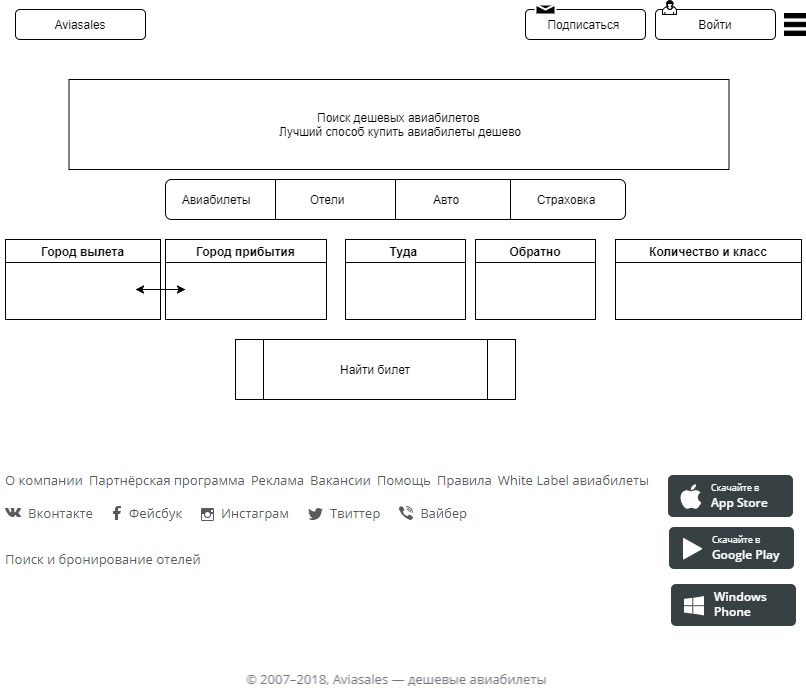 Aviasales
Подписаться
Войти
Поиск дешевых авиабилетов
Лучший способ купить авиабилеты дешево
Авиабилеты
Отели
Авто
Страховка
Город вылета
Город прибытия
Туда
Обратно
Количество и класс
Найти билет
О компании Партнёрская программа Реклама Вакансии Помощь Правила White Label авиабилеты
Вконтакте Фейсбук Инстаграм Твиттер Вайбер
Поиск и бронирование отелей
Скачайте в
App Store
Скачайте в
Google Play
Windows
Phone
© 2007–2018, Aviasales — дешевые авиабилеты